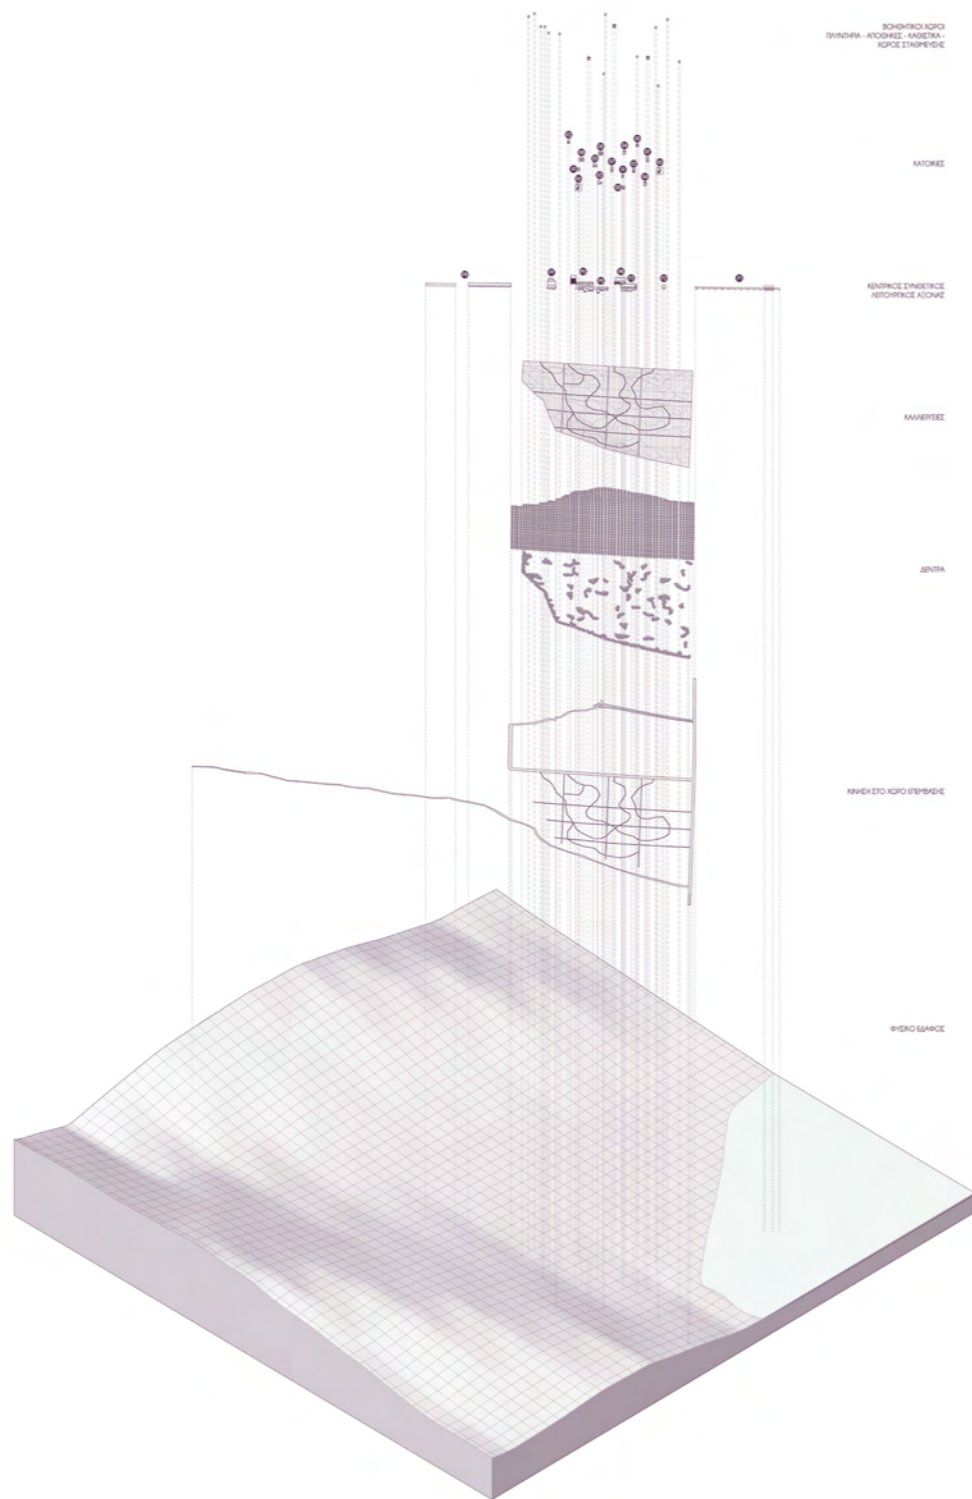 ΒΟΗΘΗΤΙΚΟΙ ΧΩΡΟΙ
ΠΛΥΝΤΗΡΙΑ - ΑΠΟΘΗΚΕΣ - ΚΑΘΙΣΤΙΚΑ -
ΧΩΡΟΣ ΣΤΑΘΜΕΥΣΗΣ
ΚΑΤΟΙΚΙΕΣ
ΚΕΝΤΡΙΚΟΣ ΣΥΝΘΕΤΙΚΟΣ
ΛΕΙΤΟΥΡΓΙΚΟΣ ΑΞΟΝΑΣ
ΚΑΛΛΙΕΡΓΕΙΕΣ
ΔΕΝΤΡΑ
ΚΙΝΗΣΗ ΣΤΟ ΧΩΡΟ ΕΠΕΜΒΑΣΗΣ
ΦΥΣΙΚΟ ΕΔΑΦΟΣ